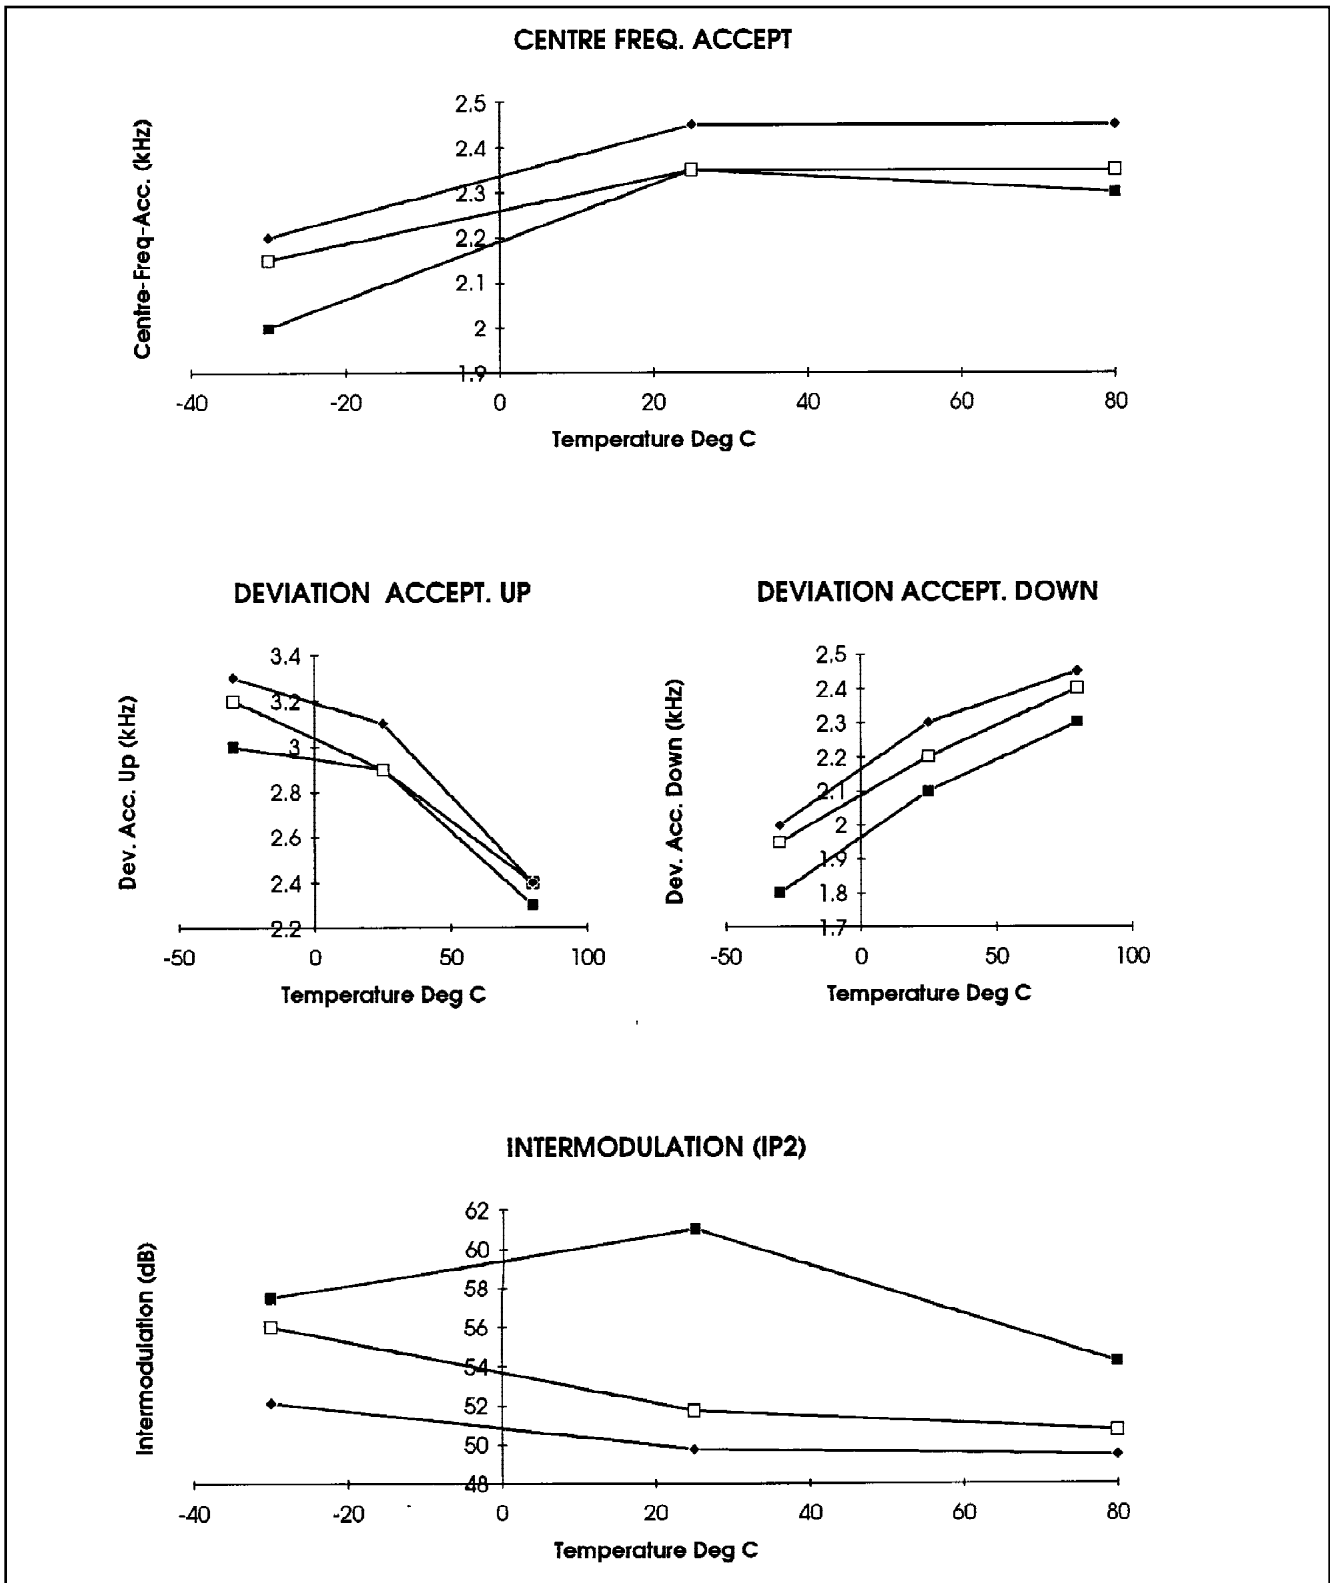 CENTRE FREQ. ACCEPT
Centre-Freq-Acc. (kHz)
2.5
2.4
2.3
2.2
2.1
2
1.9
-40 -20 0 20 40 60 80
Temperature Deg C
DEVIATION ACCEPT. UP
Dev. Acc. Up (kHz)
3.4
3.2
3
2.8
2.6
2.4
2.2
-50 0 50 100
Temperature Deg C
DEVIATION ACCEPT. DOWN
Dev. Acc. Down (kHz)
2.5
2.4
2.3
2.2
2.1
2
1.9
1.8
1.7
-50 0 50 100
Temperature Deg C
INTERMODULATION (IP2)
Intermodulation (dB)
62
60
58
56
54
52
50
48
-40 -20 0 20 40 60 80
Temperature Deg C